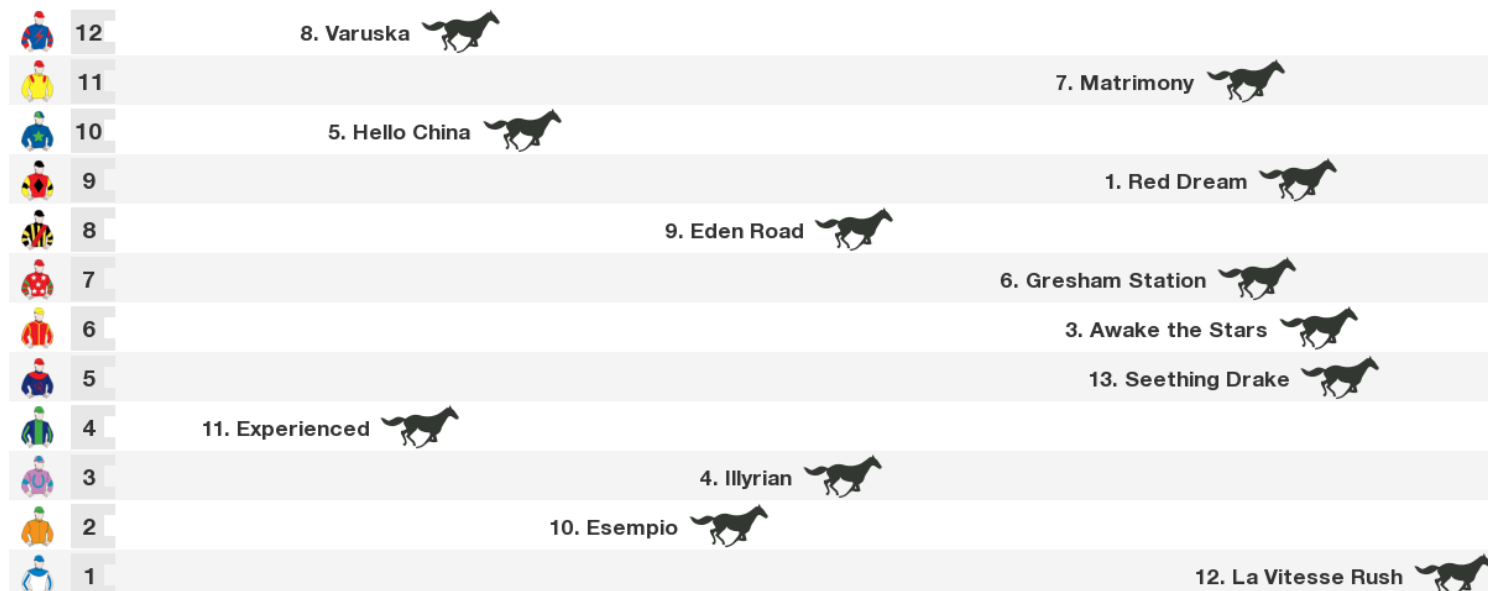 12 8. Varuska
11 7. Matrimony
10 5. Hello China
9 1. Red Dream
8 9. Eden Road
7 6. Gresham Station
6 3. Awake the Stars
5 13. Seething Drake
4 11. Experienced
3 4. Illyrian
2 10. Esempio
1 12. La Vitesse Rush